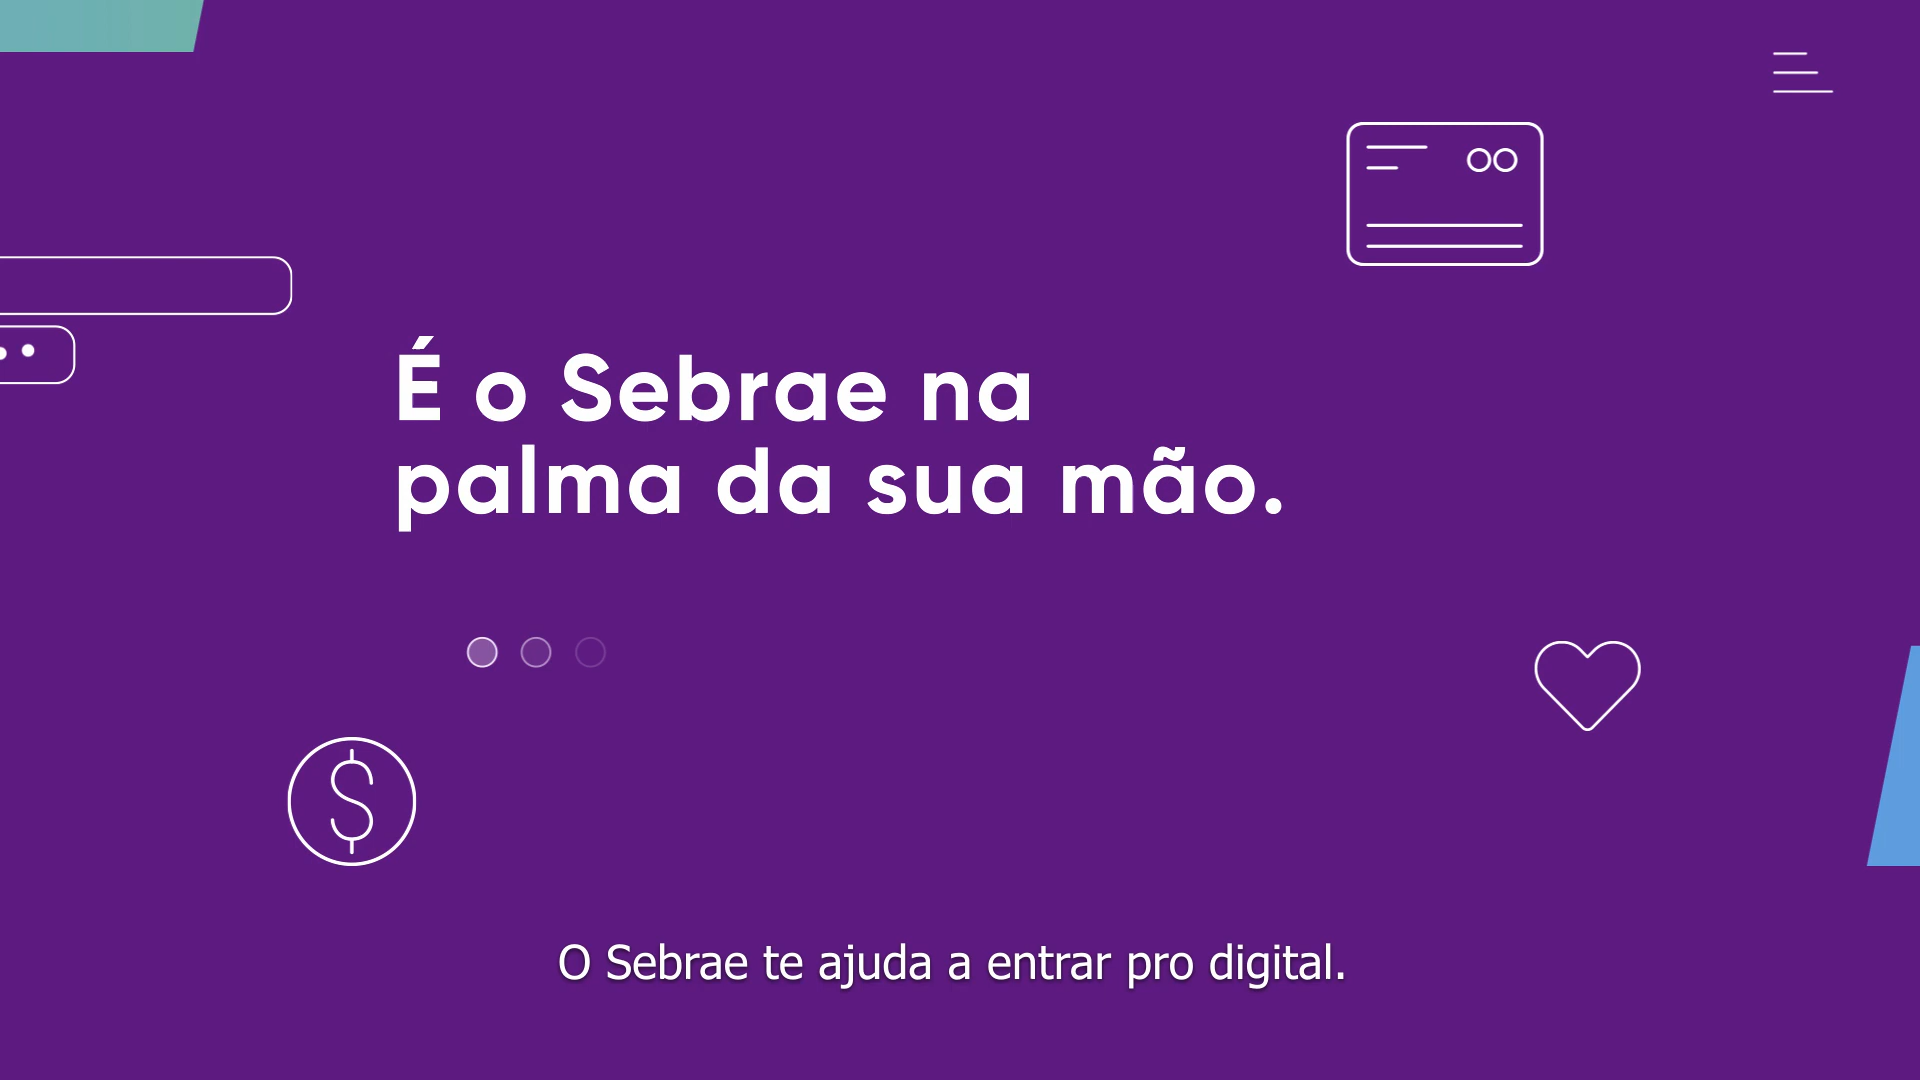 É o Sebrae na
palma da sua mão.
$
O Sebrae te ajuda a entrar pro digital.